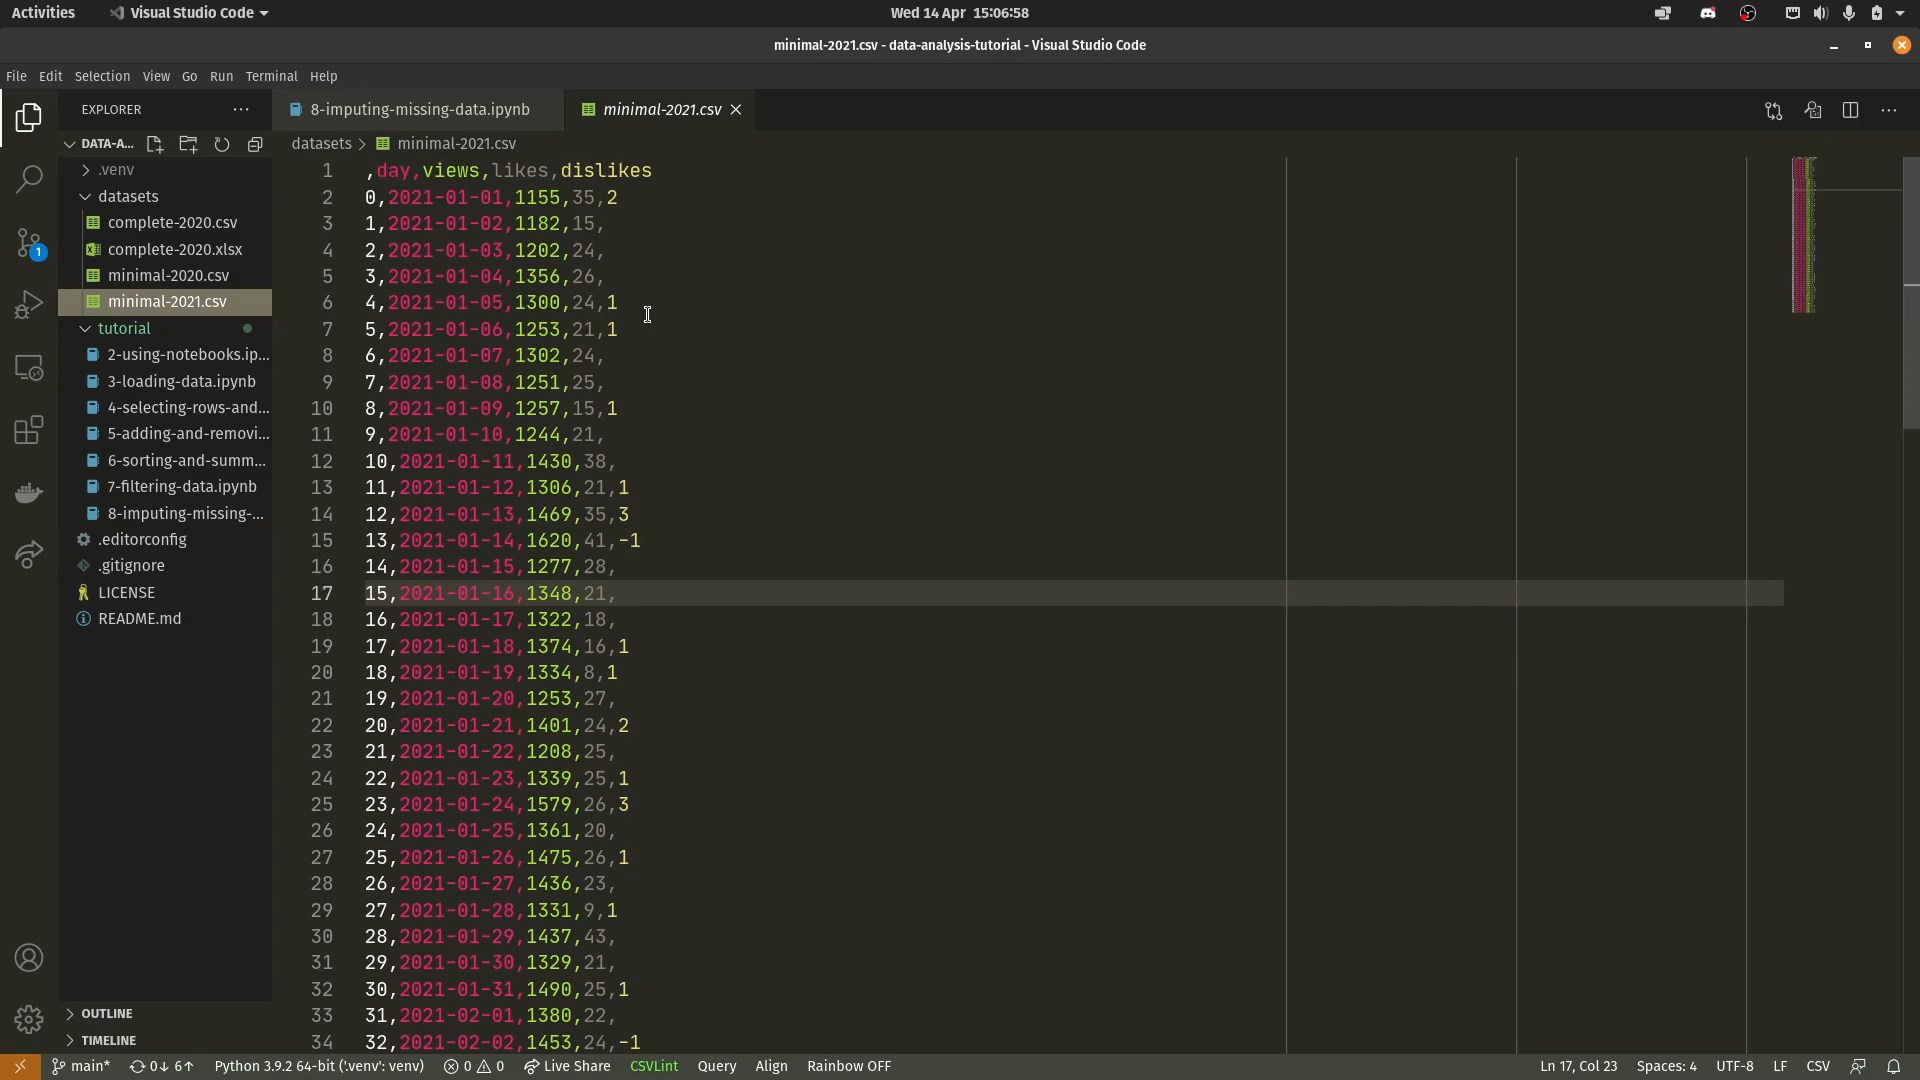 Activities
Visual Studio Code
Wed 14 Apr 15:06:58
minimal-2021.csv - data-analysis-tutorial - Visual Studio Code
File Edit Selection View Go Run Terminal Help
EXPLORER
8-imputing-missing-data.ipynb
minimal-2021.csv
DATA-A...
datasets > minimal-2021.csv
.venv
datasets
complete-2020.csv
complete-2020.xlsx
minimal-2020.csv
minimal-2021.csv
tutorial
2-using-notebooks.ip...
3-loading-data.ipynb
4-selecting-rows-and...
5-adding-and-removi...
6-sorting-and-summ...
7-filtering-data.ipynb
8-imputing-missing-...
.editorconfig
.gitignore
LICENSE
README.md
OUTLINE
TIMELINE
1
1 ,day,views,likes,dislikes
2 0,2021-01-01,1155,35,2
3 1,2021-01-02,1182,15,
4 2,2021-01-03,1202,24,
5 3,2021-01-04,1356,26,
6 4,2021-01-05,1300,24,1
7 5,2021-01-06,1253,21,1
8 6,2021-01-07,1302,24,
9 7,2021-01-08,1251,25,
10 8,2021-01-09,1257,15,1
11 9,2021-01-10,1244,21,
12 10,2021-01-11,1430,38,
13 11,2021-01-12,1306,21,1
14 12,2021-01-13,1469,35,3
15 13,2021-01-14,1620,41,-1
16 14,2021-01-15,1277,28,
17 15,2021-01-16,1348,21,
18 16,2021-01-17,1322,18,
19 17,2021-01-18,1374,16,1
20 18,2021-01-19,1334,8,1
21 19,2021-01-20,1253,27,
22 20,2021-01-21,1401,24,2
23 21,2021-01-22,1208,25,
24 22,2021-01-23,1339,25,1
25 23,2021-01-24,1579,26,3
26 24,2021-01-25,1361,20,
27 25,2021-01-26,1475,26,1
28 26,2021-01-27,1436,23,
29 27,2021-01-28,1331,9,1
30 28,2021-01-29,1437,43,
31 29,2021-01-30,1329,21,
32 30,2021-01-31,1490,25,1
33 31,2021-02-01,1380,22,
34 32,2021-02-02,1453,24,-1
main* 0↓ 6↑ Python 3.9.2 64-bit ('.venv': venv) 0 0 Live Share CSVLint Query Align Rainbow OFF Ln 17, Col 23 Spaces: 4 UTF-8 LF CSV